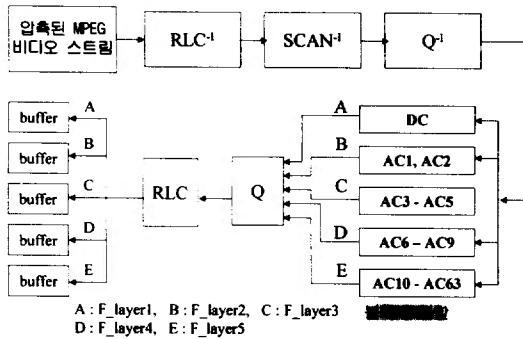 압축된 MPEG
비디오 스트림
RLC-1
SCAN-1
Q-1
buffer
buffer
buffer
buffer
buffer
A
B
C
D
E
RLC
Q
A
B
C
D
E
DC
AC1, AC2
AC3 - AC5
AC6 – AC9
AC10 - AC63
A : F_layer1, B : F_layer2, C : F_layer3
D : F_layer4, E : F_layer5